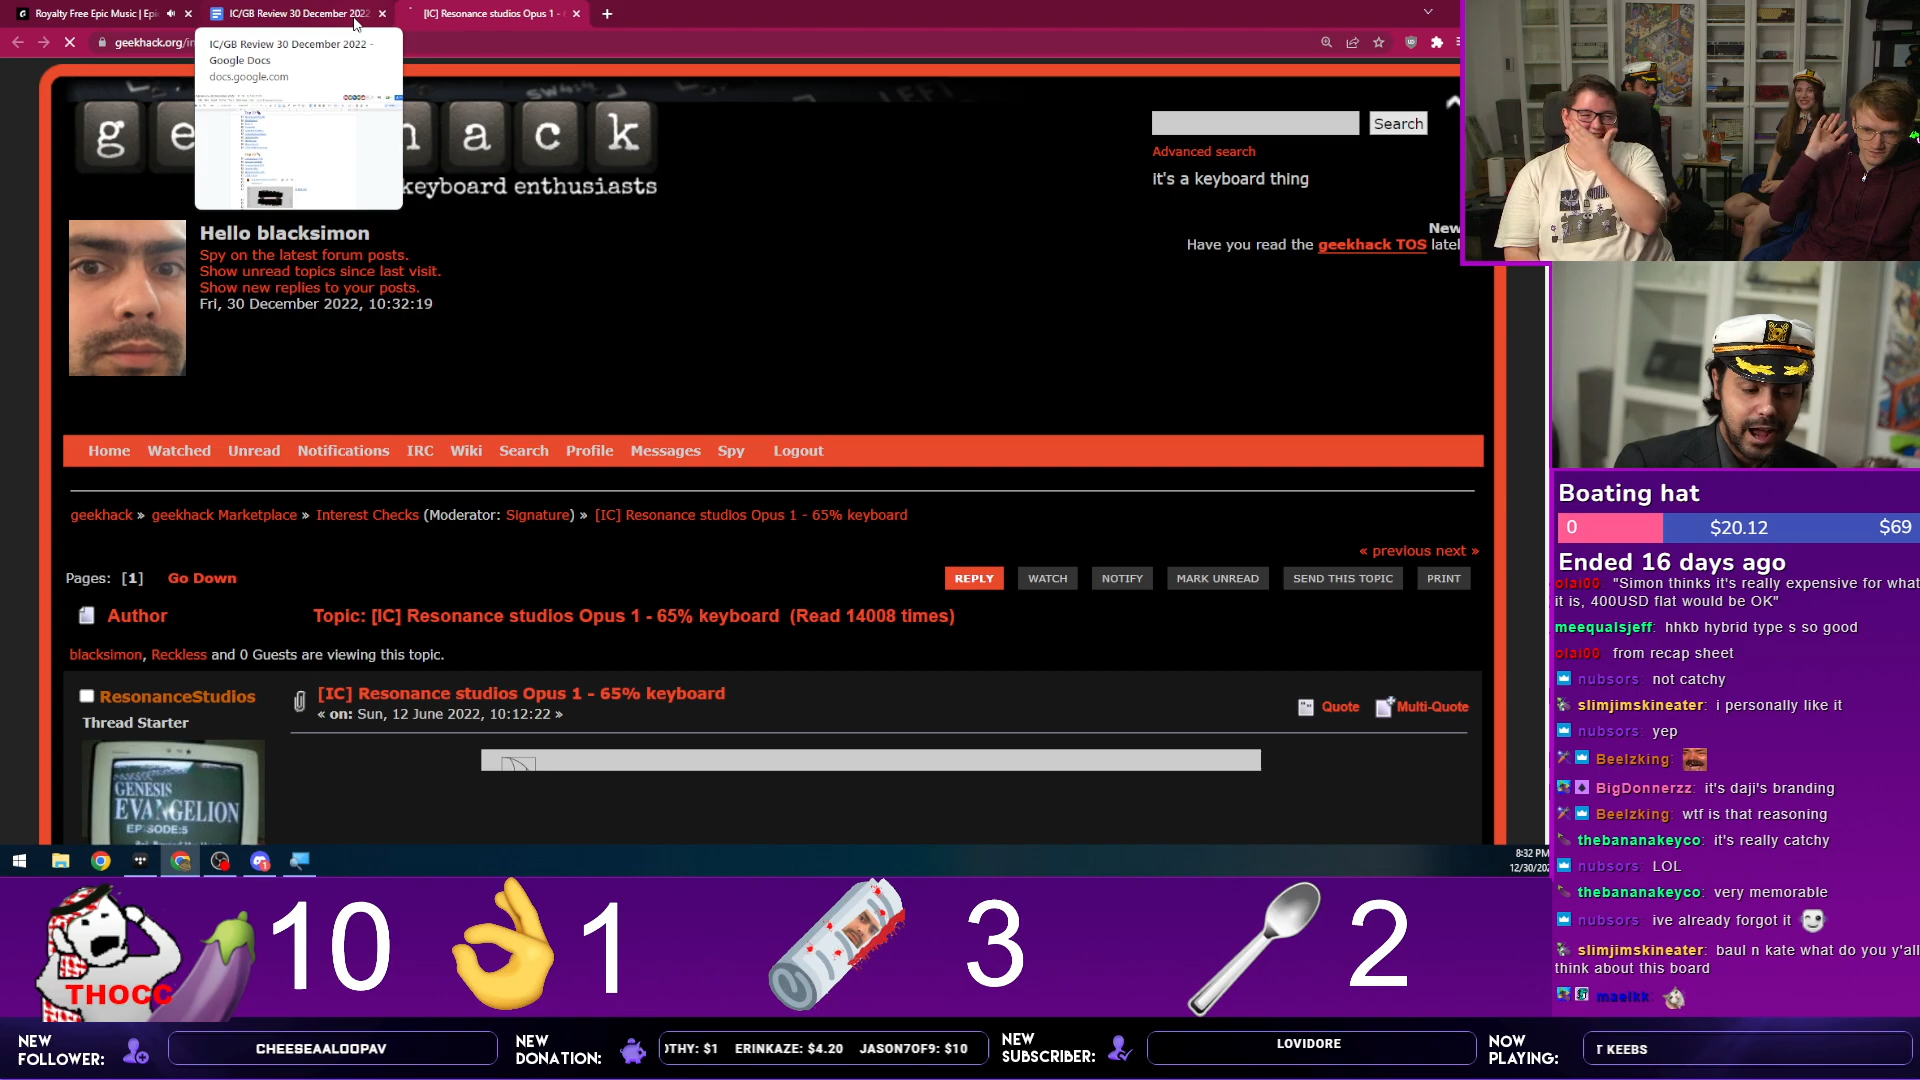 Royalty Free Epic Music | Epi
IC/GB Review 30 December 2022
[IC] Resonance studios Opus 1 -
geekhack.org/in
IC/GB Review 30 December 2022 -
Google Docs
docs.google.com
g e h a c k
keyboard enthusiasts
Search
Advanced search
it's a keyboard thing
New
Have you read the geekhack TOS late
Hello blacksimon
Spy on the latest forum posts.
Show unread topics since last visit.
Show new replies to your posts.
Fri, 30 December 2022, 10:32:19
Home Watched Unread Notifications IRC Wiki Search Profile Messages Spy Logout
geekhack » geekhack Marketplace » Interest Checks (Moderator: Signature) » [IC] Resonance studios Opus 1 - 65% keyboard
« previous next »
Pages: [1] Go Down
REPLY WATCH NOTIFY MARK UNREAD SEND THIS TOPIC PRINT
Author Topic: [IC] Resonance studios Opus 1 - 65% keyboard (Read 14008 times)
blacksimon, Reckless and 0 Guests are viewing this topic.
ResonanceStudios
Thread Starter
[IC] Resonance studios Opus 1 - 65% keyboard
« on: Sun, 12 June 2022, 10:12:22 »
Quote Multi-Quote
GENESIS
EVANGELION
EPISODE:5
8:32 PM
12/30/202
Boating hat
0 $20.12 $69
Ended 16 days ago
olai00 "Simon thinks it's really expensive for what
it is, 400USD flat would be OK"
meequalsjeff: hhkb hybrid type s so good
olai00 from recap sheet
nubsors: not catchy
slimjimskineater: i personally like it
nubsors: yep
Beelzking:
BigDonnerzz: it's daji's branding
Beelzking: wtf is that reasoning
thebananakeyco: it's really catchy
nubsors: LOL
thebananakeyco: very memorable
nubsors: ive already forgot it
slimjimskineater: baul n kate what do you y'all
think about this board
maelkk:
THOCC 10 1 3 2
NEW
FOLLOWER:
CHEESEAALOOPAV
NEW
DONATION:
OTHY: $1 ERINKAZE: $4.20 JASON7OF9: $10
NEW
SUBSCRIBER:
LOVIDORE
NOW
PLAYING:
T KEEBS